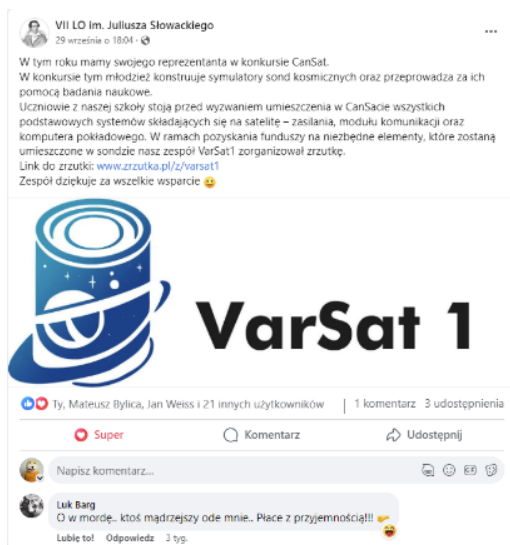 VII LO im. Juliusza Słowackiego
29 września o 18:04 ·
W tym roku mamy swojego reprezentanta w konkursie CanSat.
W konkursie tym młodzież konstruuje symulatory sond kosmicznych oraz przeprowadza za ich
pomocą badania naukowe.
Uczniowie z naszej szkoły stoją przed wyzwaniem umieszczenia w CanSacie wszystkich
podstawowych systemów składających się na satelitę – zasilania, modułu komunikacji oraz
komputera pokładowego. W ramach pozyskania funduszy na niezbędne elementy, które zostaną
umieszczone w sondzie nasz zespół VarSat1 zorganizował zrzutkę.
Link do zrzutki: www.zrzutka.pl/z/varsat1
Zespół dziękuje za wszelkie wsparcie 😀
VarSat 1
Ty, Mateusz Bylica, Jan Weiss i 21 innych użytkowników 1 komentarz 3 udostępnienia
Super Komentarz Udostępnij
Napisz komentarz...
GIF
Luk Barg
O w mordę.. ktoś mądrzejszy ode mnie.. Płace z przyjemnością!!! 🤛
Lubię to! Odpowiedz 3 tyg.